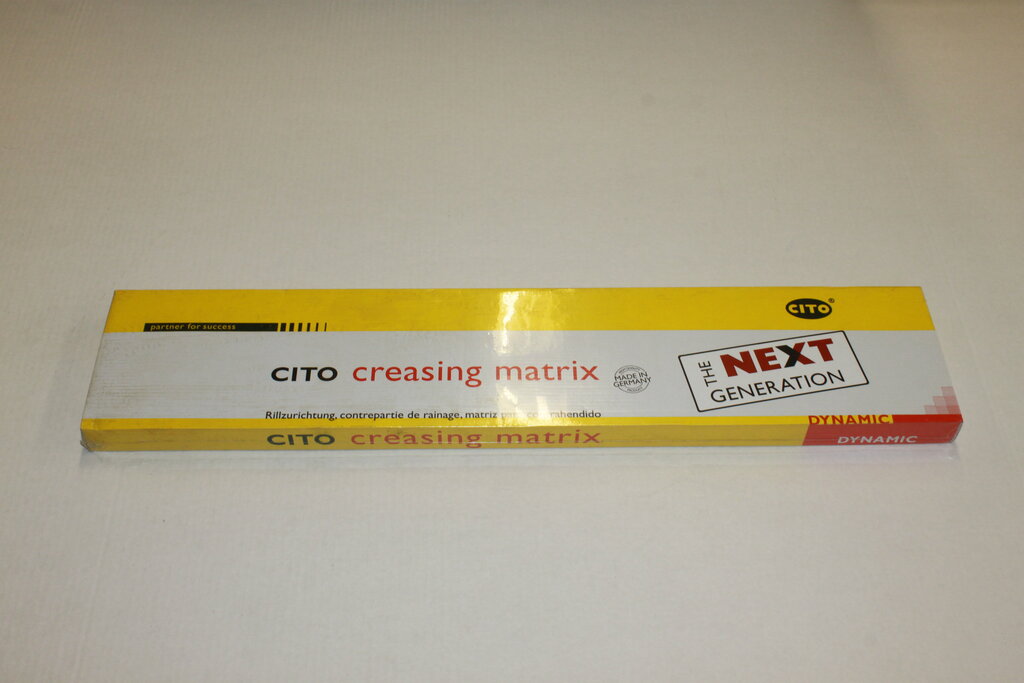 CITO®
partner for success
CITO creasing matrix
MADE IN
GERMANY
THE
NEXT
GENERATION
Rillzurichtung, contrepartie de rainage, matriz
DYNAMIC
CITO creasing matrix
DYNAMIC